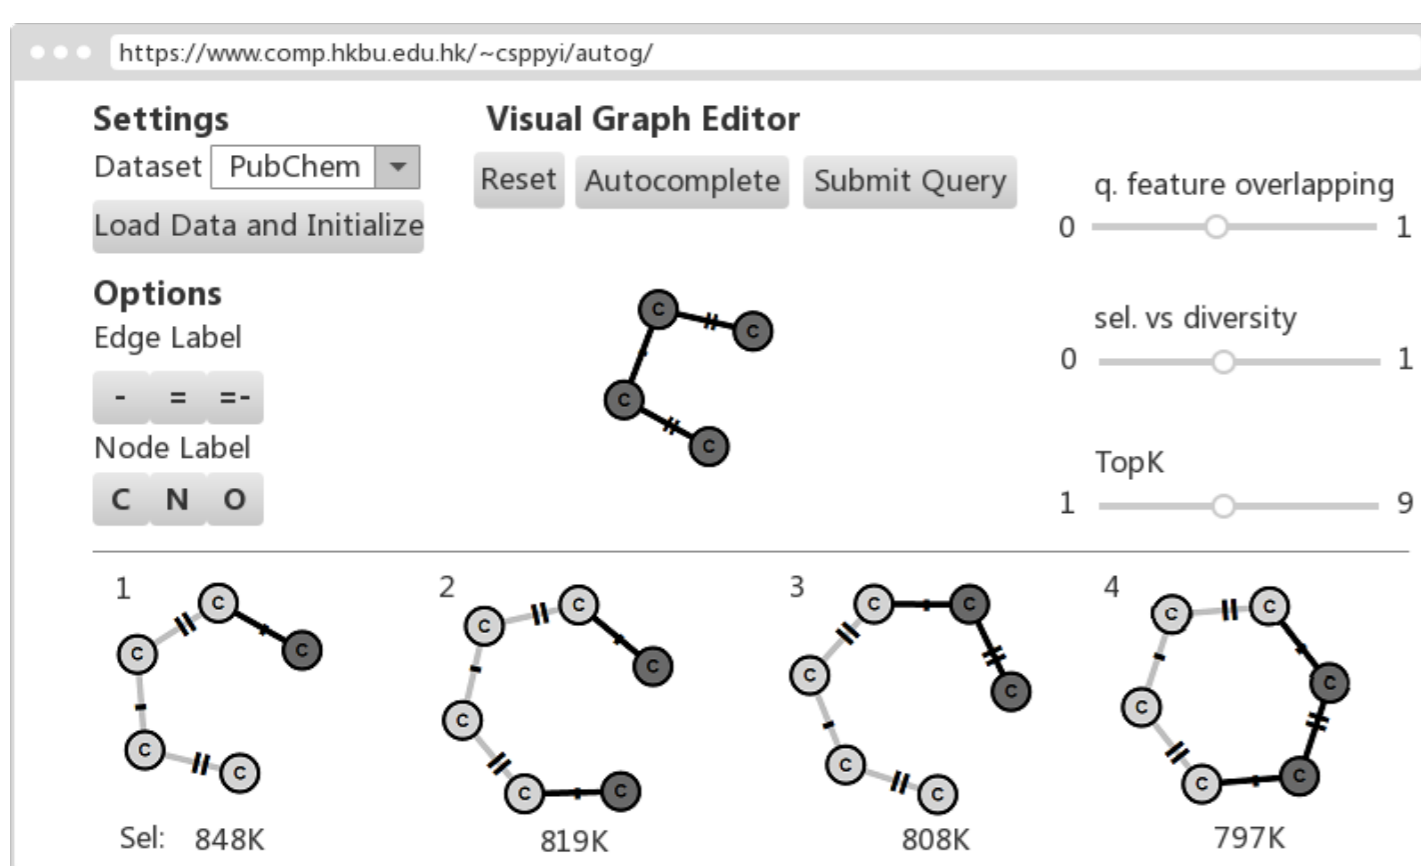 https://www.comp.hkbu.edu.hk/~csppyi/autog/
Settings
Dataset PubChem
Load Data and Initialize
Options
Edge Label
- = =-
Node Label
C N O
Visual Graph Editor
Reset Autocomplete Submit Query
C C
C
C
q. feature overlapping
0 1
sel. vs diversity
0 1
TopK
1 9
1
C
C
C
C
C
2
C
C
C
C
C
C
3
C C
C
C
C
C
4
C
C
C
C
C
C
Sel: 848K 819K 808K 797K